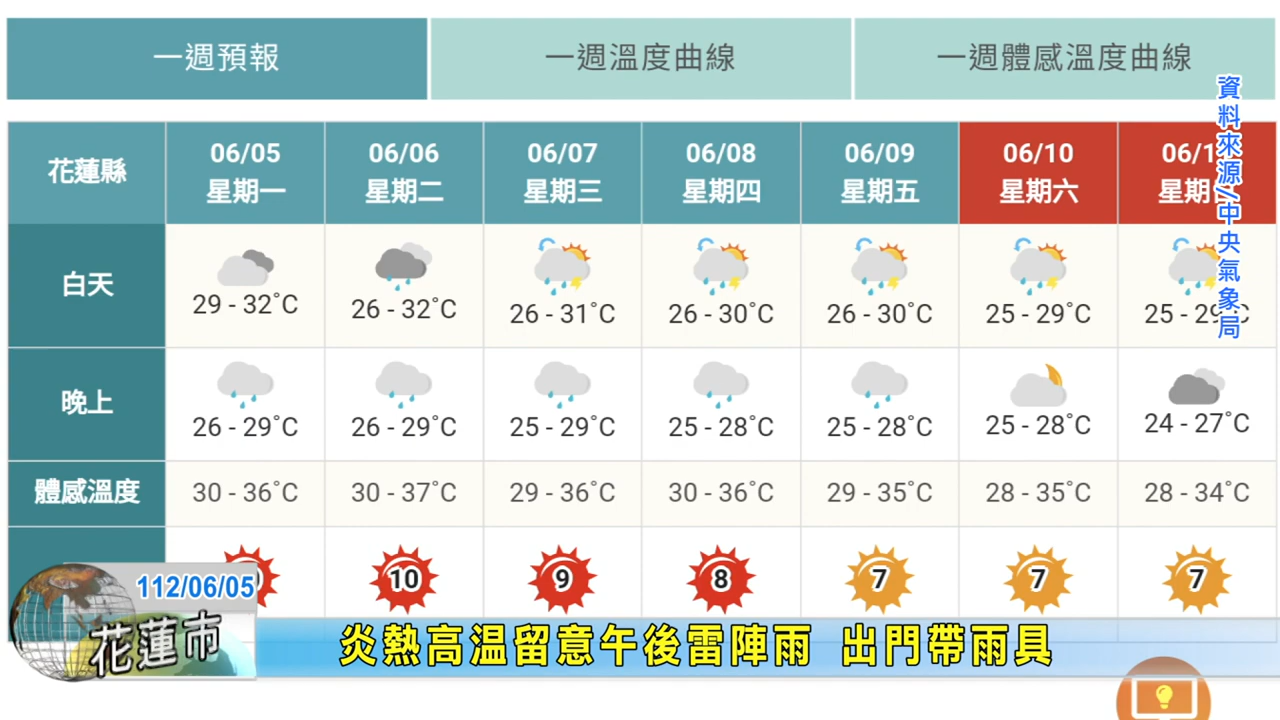 一週預報 一週溫度曲線 一週體感溫度曲線
花蓮縣
06/05 06/06 06/07 06/08 06/09 06/10 06/1
星期一 星期二 星期三 星期四 星期五 星期六 星期
資料來源/中央氣象局
白天
29 - 32°C 26 - 32°C 26 - 31°C 26 - 30°C 26 - 30°C 25 - 29°C 25 - 29°C
晚上
26 - 29°C 26 - 29°C 25 - 29°C 25 - 28°C 25 - 28°C 25 - 28°C 24 - 27°C
體感溫度 30 - 36°C 30 - 37°C 29 - 36°C 30 - 36°C 29 - 35°C 28 - 35°C 28 - 34°C
10 9 8 7 7 7
112/06/05
花蓮市
炎熱高温留意午後雷陣雨 出門帶雨具